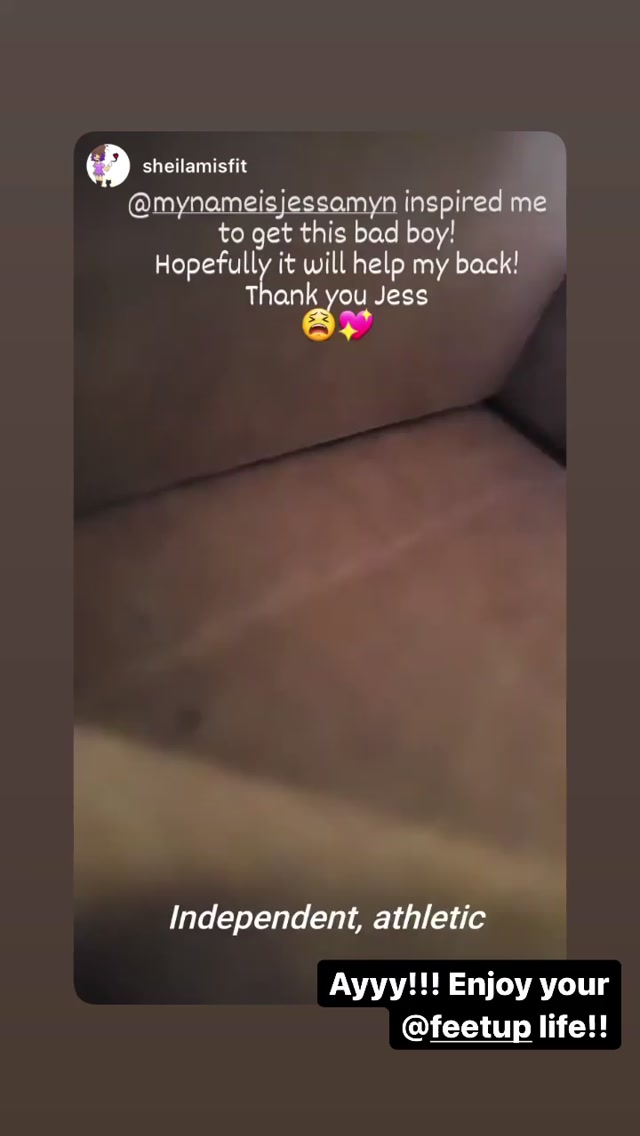 sheilamisfit
@mynameisjessamyn inspired me
to get this bad boy!
Hopefully it will help my back!
Thank you Jess
😫💖
Independent, athletic
Ayyy!!! Enjoy your
@feetup life!!